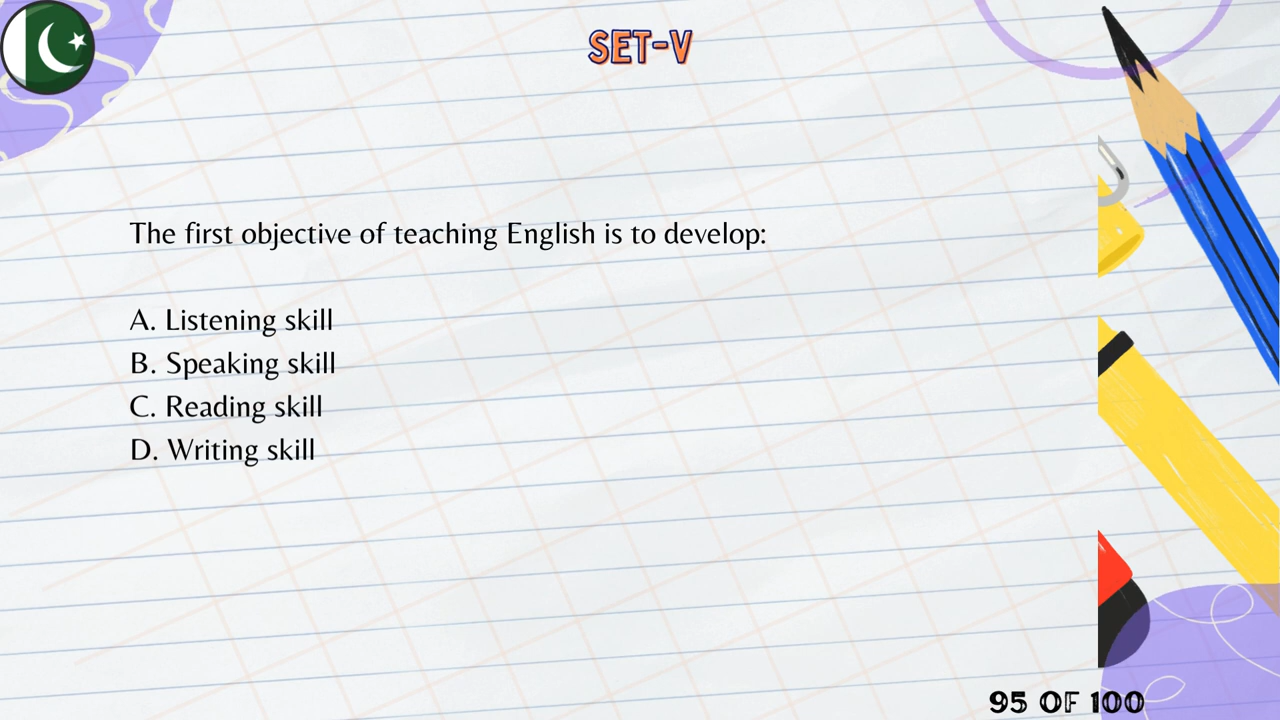 SET-V
The first objective of teaching English is to develop:
A. Listening skill
B. Speaking skill
C. Reading skill
D. Writing skill
95 OF 100